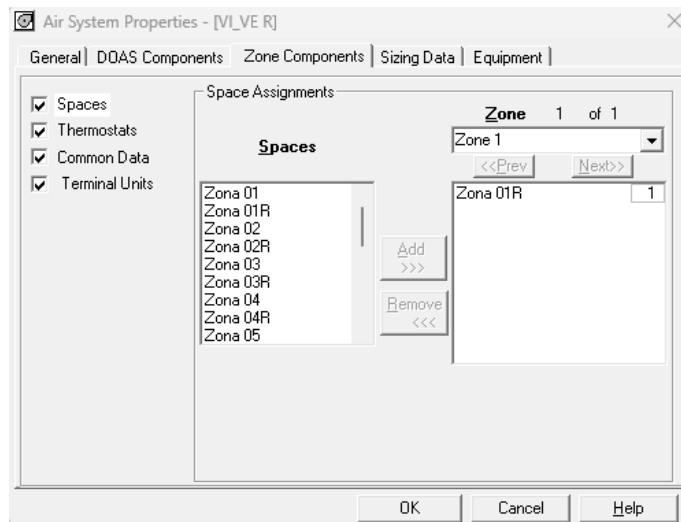 Air System Properties - [VI_VE R]
General DOAS Components Zone Components Sizing Data Equipment
Spaces
Thermostats
Common Data
Terminal Units
Space Assignments
Spaces
Zone 1 of 1
Zone 1
<<Prev Next>>
Zona 01
Zona 01R
Zona 02
Zona 02R
Zona 03
Zona 03R
Zona 04
Zona 04R
Zona 05
Add
>>>
Remove
<<<
Zona 01R 1
OK Cancel Help